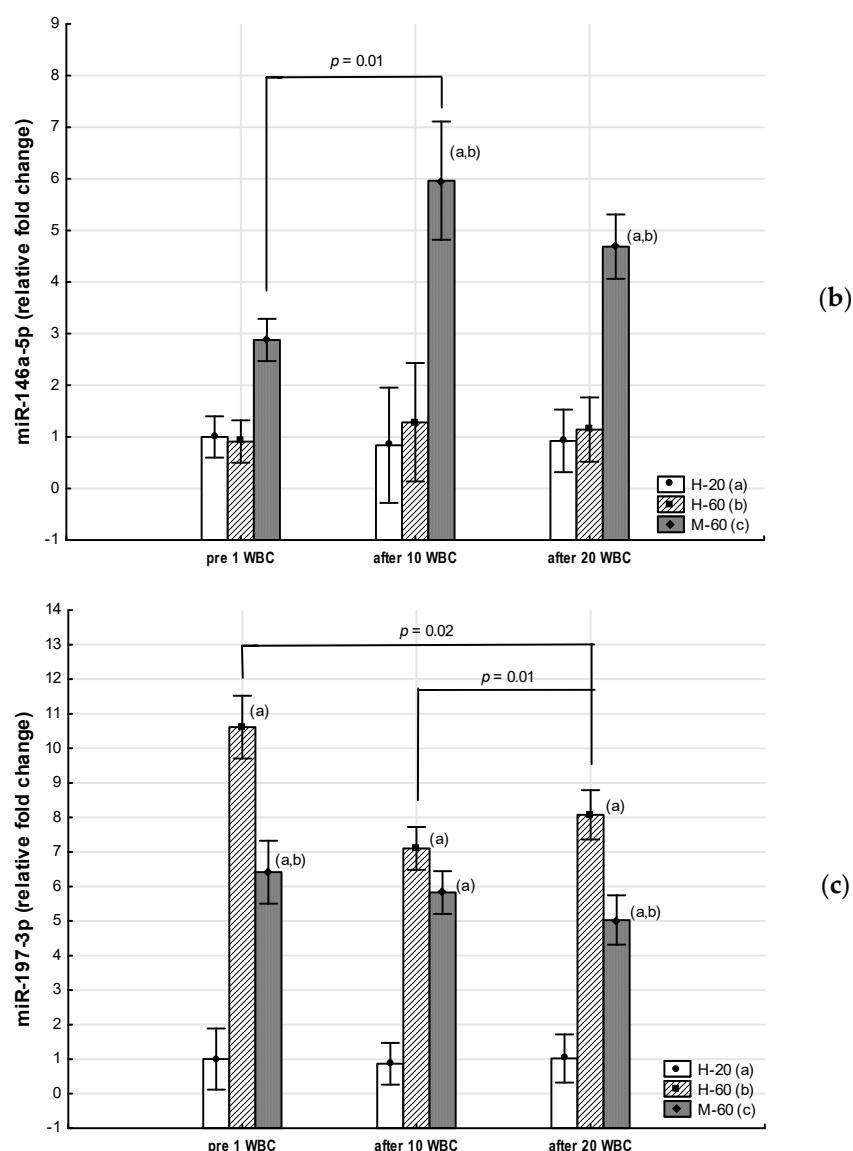 9
8
7
6
5
4
3
2
1
0
-1
miR-146a-5p (relative fold change)
p = 0.01
(a,b)
(a,b)
H-20 (a)
H-60 (b)
M-60 (c)
pre 1 WBC after 10 WBC after 20 WBC
(b)
14
13
12
11
10
9
8
7
6
5
4
3
2
1
0
-1
miR-197-3p (relative fold change)
p = 0.02
p = 0.01
(a)
(a,b)
(a)
(a)
(a)
(a,b)
H-20 (a)
H-60 (b)
M-60 (c)
pre 1 WBC after 10 WBC after 20 WBC
(c)